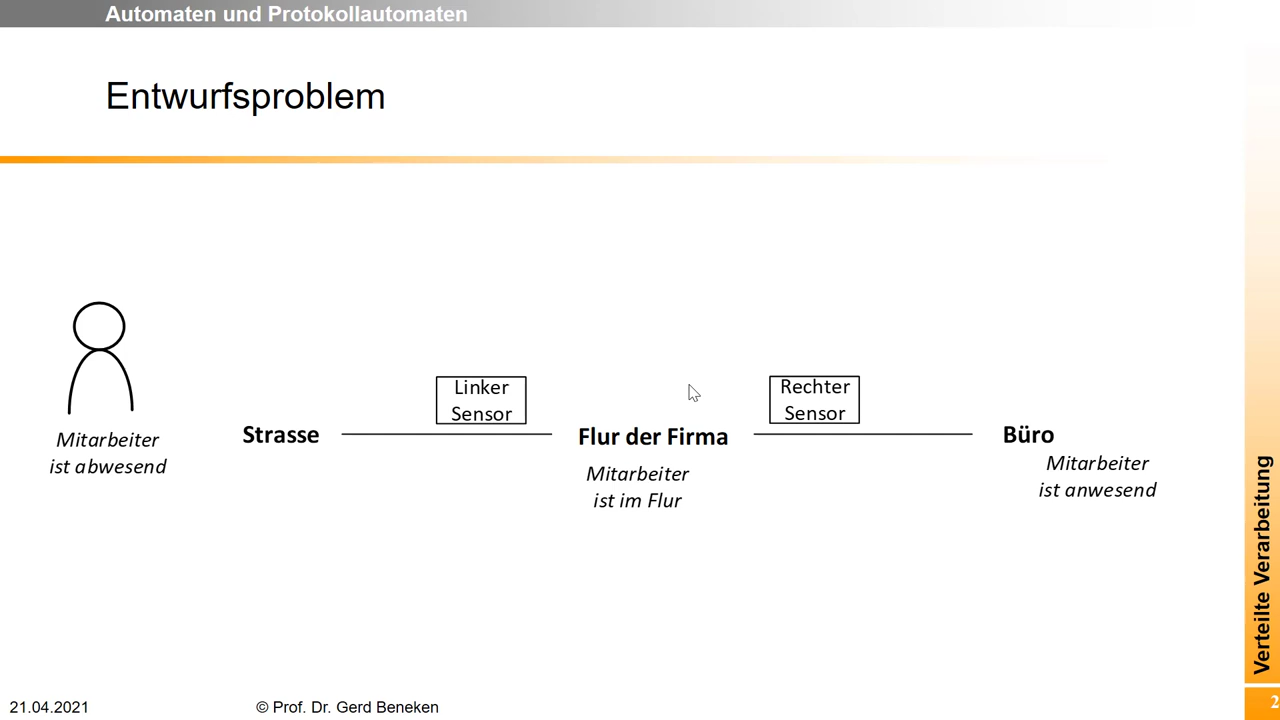 Automaten und Protokollautomaten
Entwurfsproblem
Linker
Sensor
Rechter
Sensor
Strasse
Flur der Firma
Büro
Mitarbeiter
ist abwesend
Mitarbeiter
ist im Flur
Mitarbeiter
ist anwesend
Verteilte Verarbeitung
21.04.2021
© Prof. Dr. Gerd Beneken
2